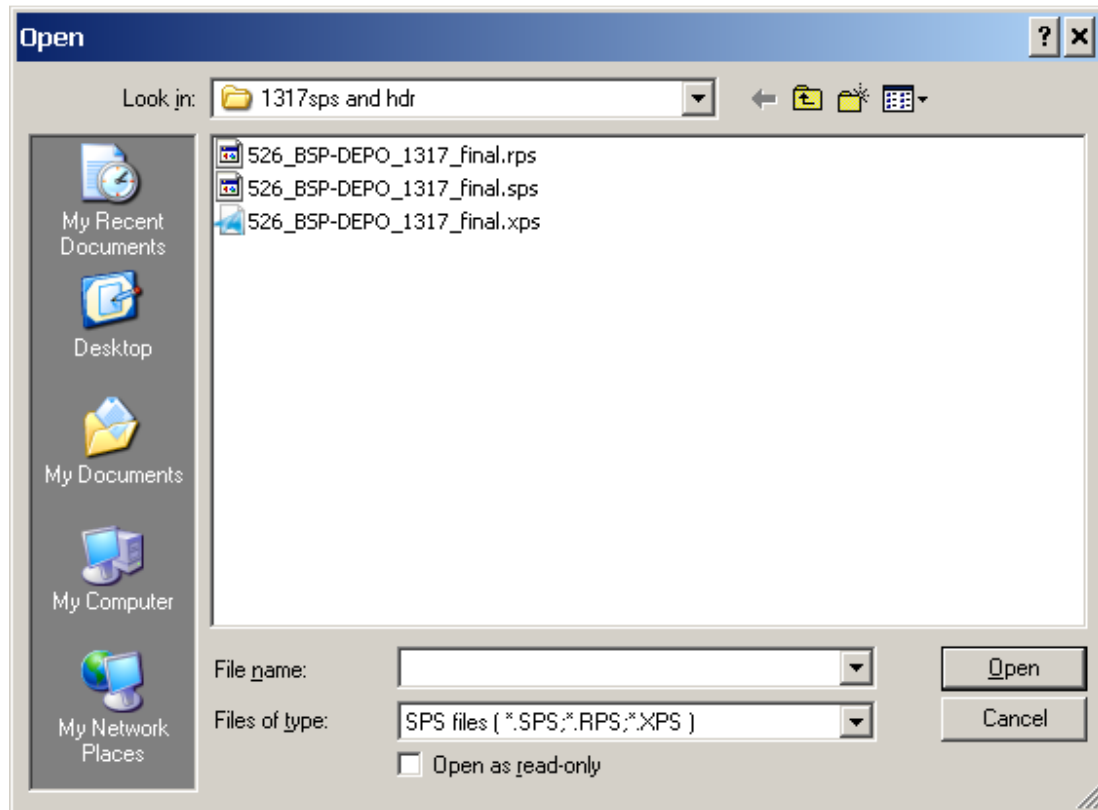 Open
Look in: 1317sps and hdr
526_BSP-DEPO_1317_final.rps
526_BSP-DEPO_1317_final.sps
526_BSP-DEPO_1317_final.xps
My Recent
Documents
Desktop
My Documents
My Computer
My Network
Places
File name:
Open
Files of type: SPS files ( *.SPS;*.RPS;*.XPS )
Cancel
Open as read-only